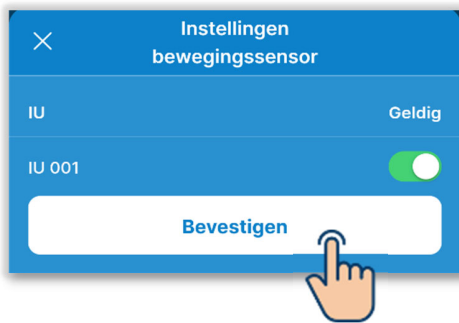 Instellingen
bewegingssensor
IU Geldig
IU 001
Bevestigen